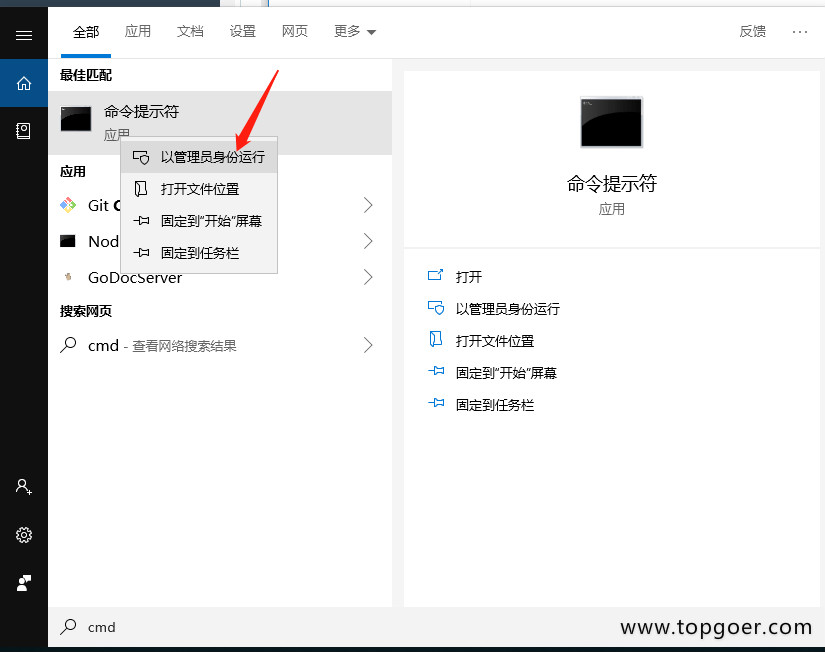 全部 应用 文档 设置 网页 更多 反馈
最佳匹配
命令提示符
应用
以管理员身份运行
打开文件位置
固定到"开始"屏幕
固定到任务栏
应用
Git
Nod
GoDocServer
搜索网页
cmd - 查看网络搜索结果
命令提示符
应用
打开
以管理员身份运行
打开文件位置
固定到"开始"屏幕
固定到任务栏
cmd
www.topgoer.com